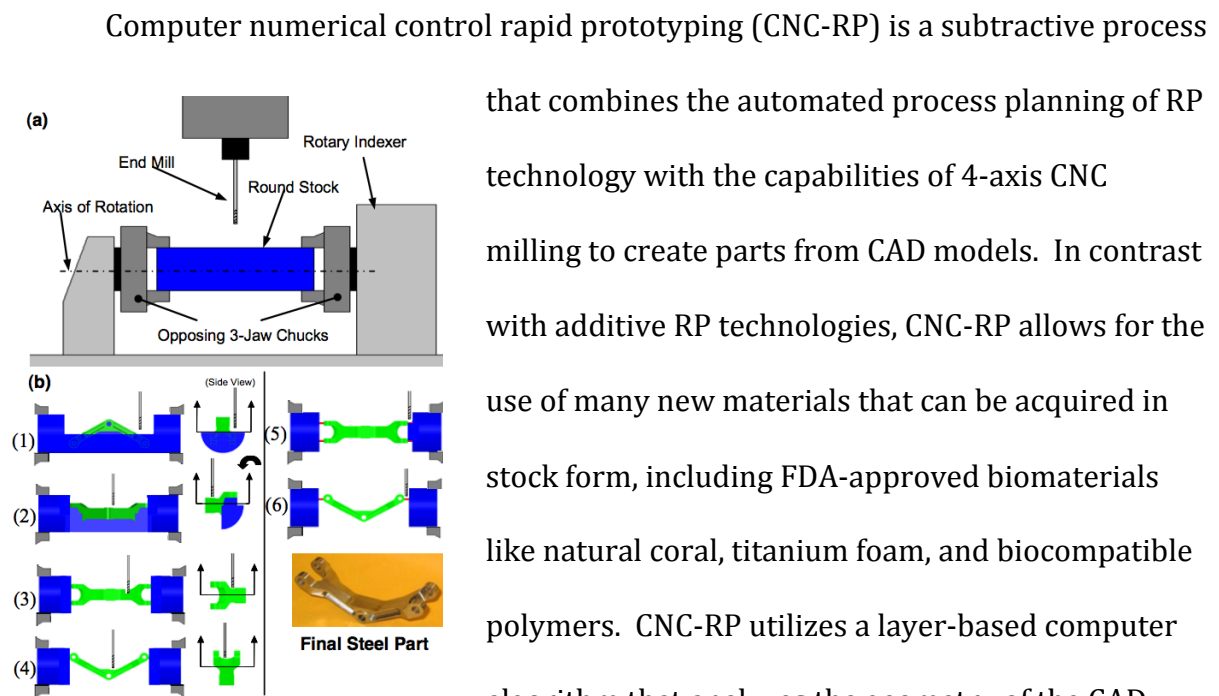 Computer numerical control rapid prototyping (CNC-RP) is a subtractive process
that combines the automated process planning of RP
technology with the capabilities of 4-axis CNC
milling to create parts from CAD models.  In contrast
with additive RP technologies, CNC-RP allows for the
use of many new materials that can be acquired in
stock form, including FDA-approved biomaterials
like natural coral, titanium foam, and biocompatible
polymers.  CNC-RP utilizes a layer-based computer
(a)
Rotary Indexer
End Mill
Round Stock
Axis of Rotation
Opposing 3-Jaw Chucks
(b)
(Side View)
(1)
(5)
(2)
(6)
(3)
(4)
Final Steel Part